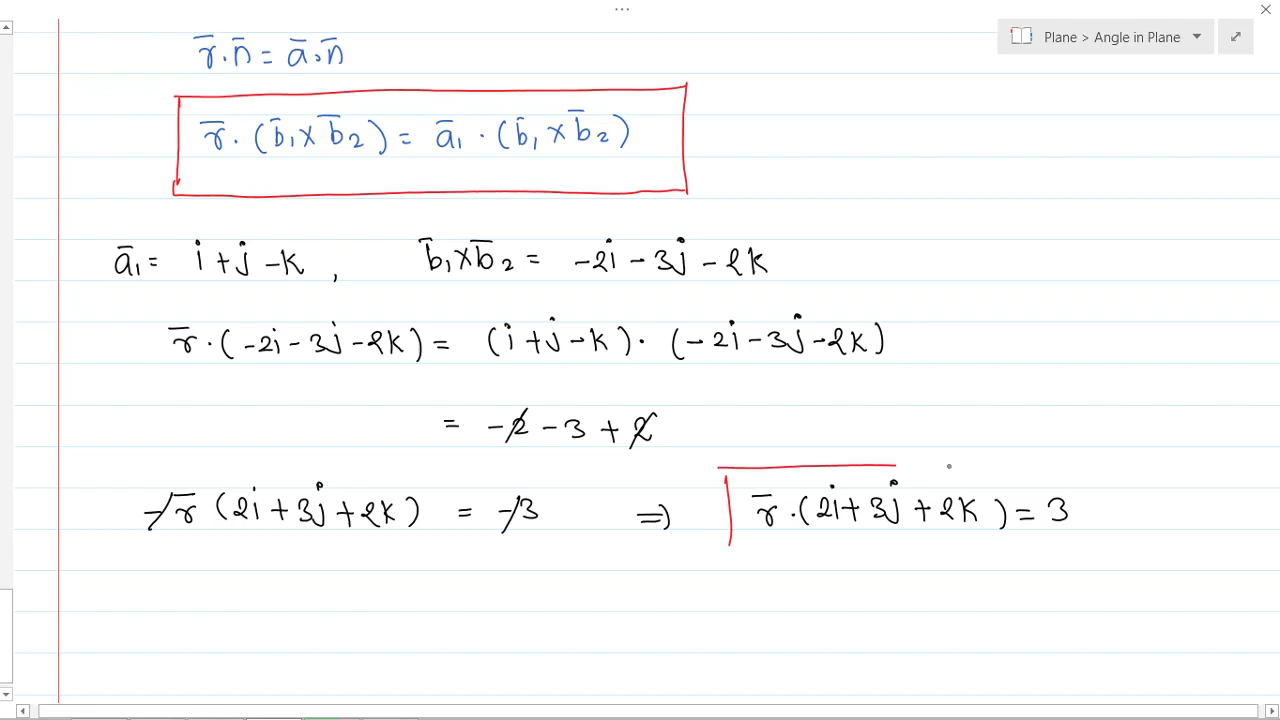 ...
Plane > Angle in Plane
r̄ . n̄ = ā . n̄
r̄ . (b̄₁ × b̄₂) = ā₁ . (b̄₁ × b̄₂)
ā₁ = i + j - k , b̄₁ × b̄₂ = -2i - 3j - 2k
r̄ . (-2i - 3j - 2k) = (i + j - k) . (-2i - 3j - 2k)
= -2 - 3 + 2
-r̄ (2i + 3j + 2k) = -3 ⇒ r̄ . (2i + 3j + 2k) = 3